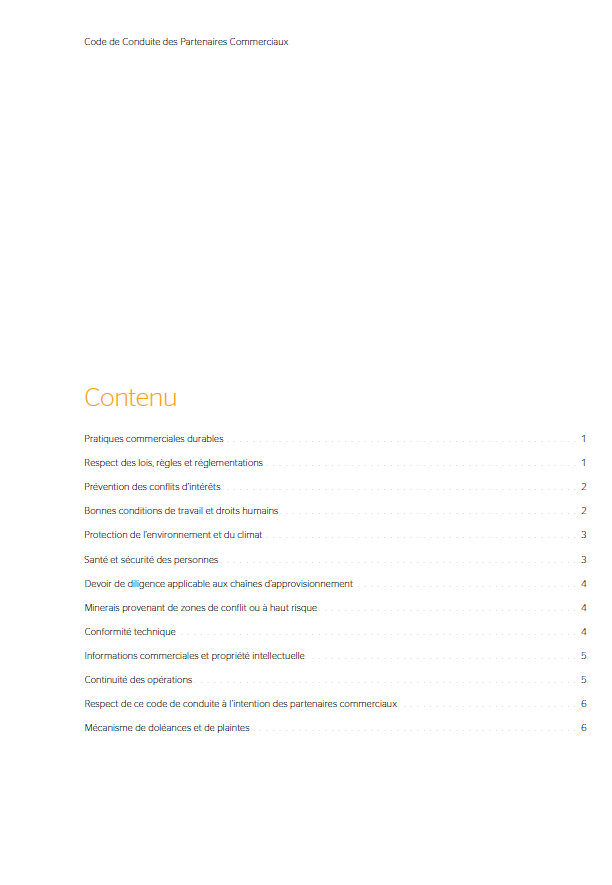 Code de Conduite des Partenaires Commerciaux
Contenu
Pratiques commerciales durables 1
Respect des lois, règles et réglementations 1
Prévention des conflits d'intérêts 2
Bonnes conditions de travail et droits humains 2
Protection de l'environnement et du climat 3
Santé et sécurité des personnes 3
Devoir de diligence applicable aux chaînes d'approvisionnement 4
Minerais provenant de zones de conflit ou à haut risque 4
Conformité technique 4
Informations commerciales et propriété intellectuelle 5
Continuité des opérations 5
Respect de ce code de conduite à l'intention des partenaires commerciaux 6
Mécanisme de doléances et de plaintes 6